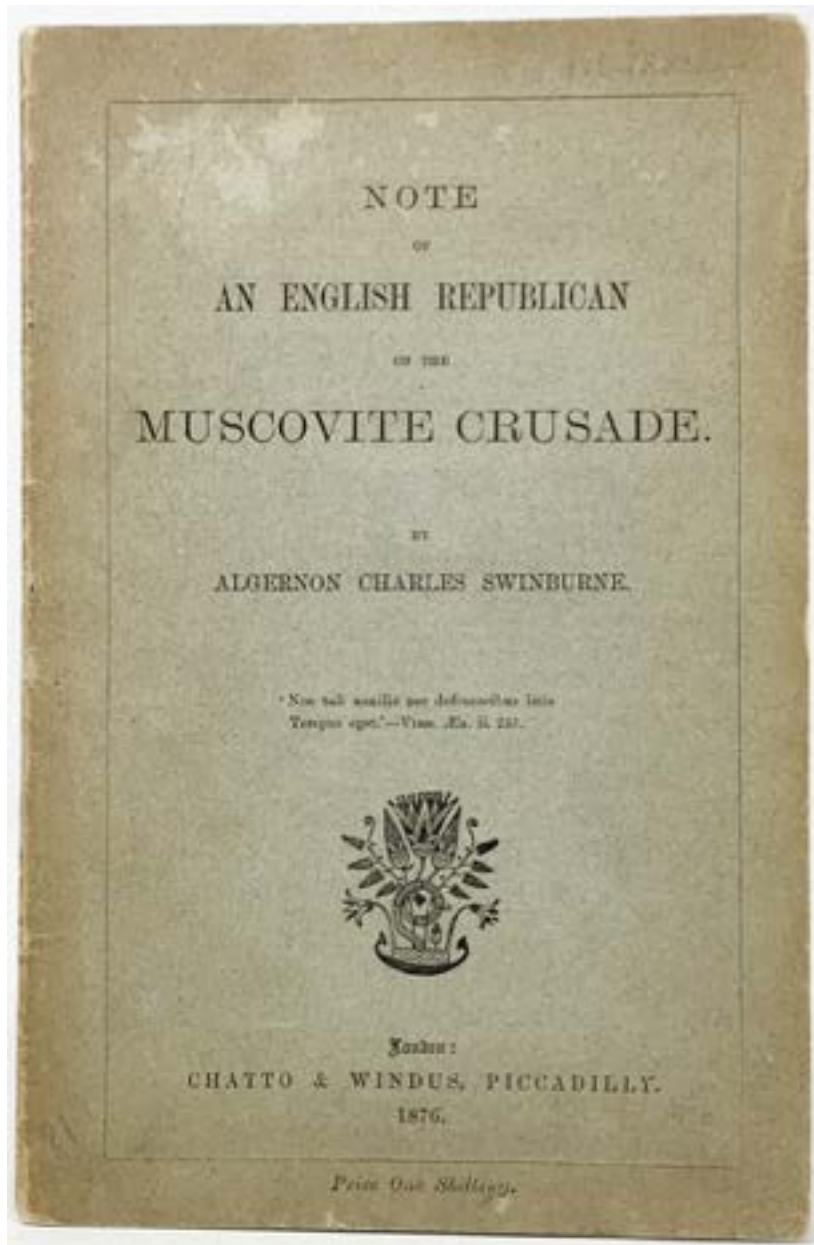 NOTE
OF
AN ENGLISH REPUBLICAN
ON THE
MUSCOVITE CRUSADE.
BY
ALGERNON CHARLES SWINBURNE.
'Non tali auxilio nec defensoribus istis
Tempus eget.'—VIRG. Æn. ii.
London:
CHATTO & WINDUS, PICCADILLY.
1876.
Price One Shilling.